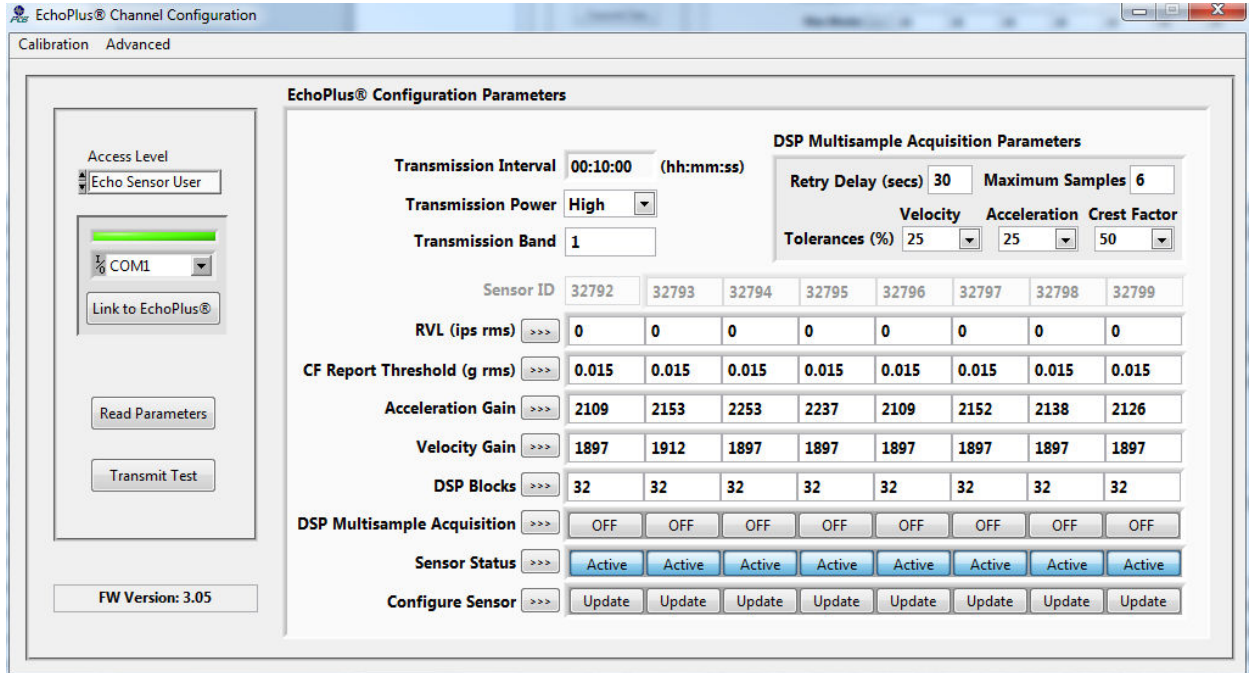 EchoPlus® Channel Configuration
Calibration Advanced
EchoPlus® Configuration Parameters
Access Level
Echo Sensor User
COM1
Link to EchoPlus®
Read Parameters
Transmit Test
FW Version: 3.05
Transmission Interval 00:10:00 (hh:mm:ss)
Transmission Power High
Transmission Band 1
DSP Multisample Acquisition Parameters
Retry Delay (secs) 30 Maximum Samples 6
Velocity Acceleration Crest Factor
Tolerances (%) 25 25 50
Sensor ID 32792 32793 32794 32795 32796 32797 32798 32799
RVL (ips rms) >>> 0 0 0 0 0 0 0 0
CF Report Threshold (g rms) >>> 0.015 0.015 0.015 0.015 0.015 0.015 0.015 0.015
Acceleration Gain >>> 2109 2153 2253 2237 2109 2152 2138 2126
Velocity Gain >>> 1897 1912 1897 1897 1897 1897 1897 1897
DSP Blocks >>> 32 32 32 32 32 32 32 32
DSP Multisample Acquisition >>> OFF OFF OFF OFF OFF OFF OFF OFF
Sensor Status >>> Active Active Active Active Active Active Active Active
Configure Sensor >>> Update Update Update Update Update Update Update Update